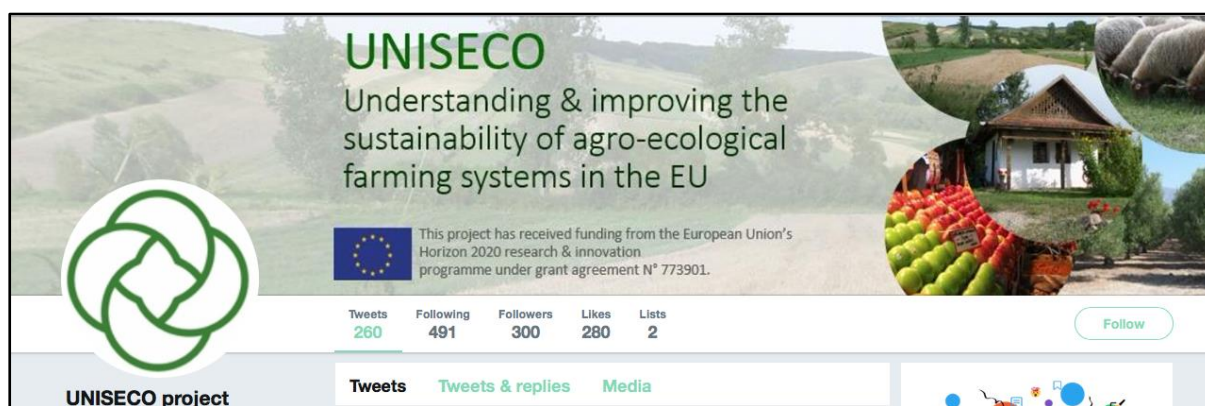 UNISECO
Understanding & improving the
sustainability of agro-ecological
farming systems in the EU
This project has received funding from the European Union's
Horizon 2020 research & innovation
programme under grant agreement N° 773901.
Tweets Following Followers Likes Lists
260 491 300 280 2
Follow
UNISECO project
Tweets Tweets & replies Media